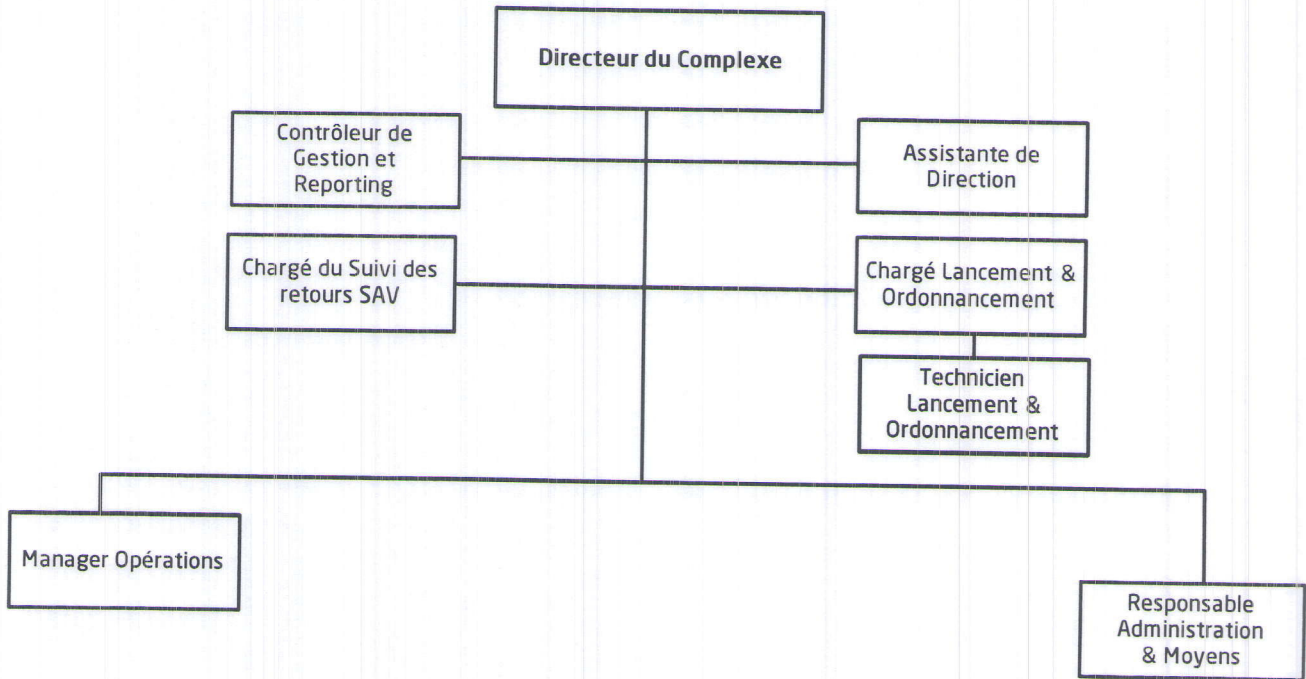 Directeur du Complexe
Contrôleur de
Gestion et
Reporting
Assistante de
Direction
Chargé du Suivi des
retours SAV
Chargé Lancement &
Ordonnancement
Technicien
Lancement &
Ordonnancement
Manager Opérations
Responsable
Administration
& Moyens